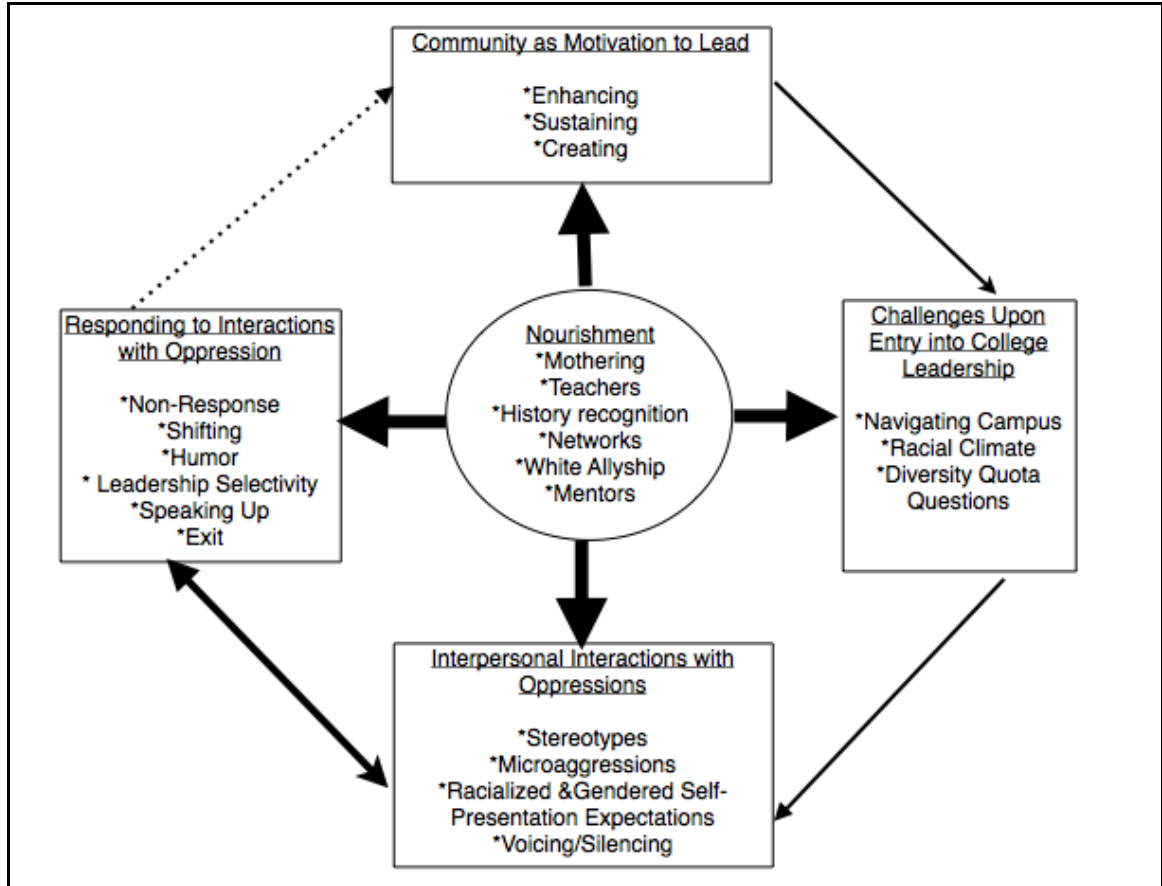 Community as Motivation to Lead
*Enhancing
*Sustaining
*Creating
Responding to Interactions
with Oppression
*Non-Response
*Shifting
*Humor
* Leadership Selectivity
*Speaking Up
*Exit
Nourishment
*Mothering
*Teachers
*History recognition
*Networks
*White Allyship
*Mentors
Challenges Upon
Entry into College
Leadership
*Navigating Campus
*Racial Climate
*Diversity Quota
Questions
Interpersonal Interactions with
Oppressions
*Stereotypes
*Microaggressions
*Racialized &Gendered Self-
Presentation Expectations
*Voicing/Silencing